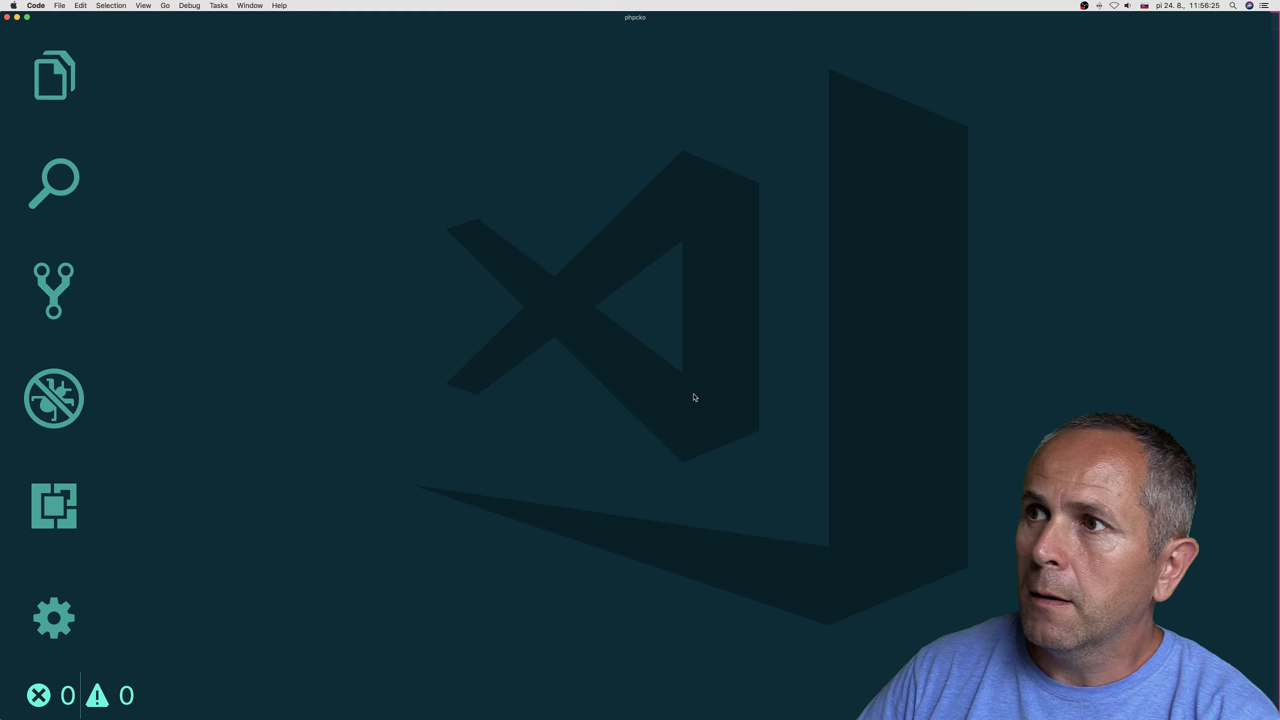 Code File Edit Selection View Go Debug Tasks Window Help pi 24. 8., 11:56:25
phpcko
0 0